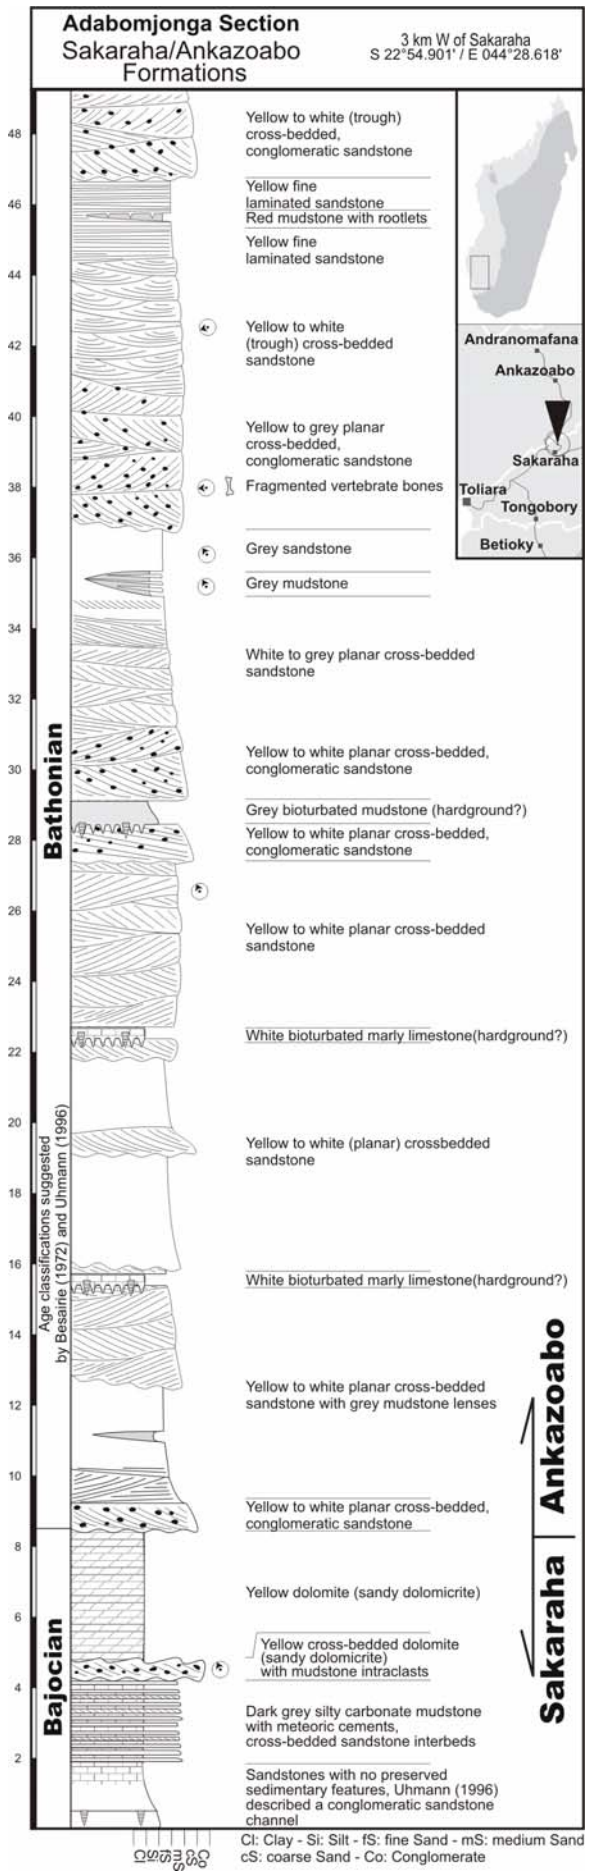 Adabomjonga Section
Sakaraha/Ankazoabo
Formations
3 km W of Sakaraha
S 22°54.901' / E 044°28.618'
48
Yellow to white (trough)
cross-bedded,
conglomeratic sandstone
46
Yellow fine
laminated sandstone
Red mudstone with rootlets
Yellow fine
laminated sandstone
44
42
Yellow to white
(trough) cross-bedded
sandstone
Andranomafana
Ankazoabo
Sakaraha
Toliara
Tongobory
Betioky
40
Yellow to grey planar
cross-bedded,
conglomeratic sandstone
38
Fragmented vertebrate bones
36
Grey sandstone
Grey mudstone
34
White to grey planar cross-bedded
sandstone
32
Yellow to white planar cross-bedded,
conglomeratic sandstone
30
Bathonian
Grey bioturbated mudstone (hardground?)
28
Yellow to white planar cross-bedded,
conglomeratic sandstone
26
Yellow to white planar cross-bedded
sandstone
24
22
White bioturbated marly limestone(hardground?)
20
Yellow to white (planar) crossbedded
sandstone
18
Age classifications suggested
by Besairie (1972) and Uhmann (1996)
16
White bioturbated marly limestone(hardground?)
14
12
Yellow to white planar cross-bedded
sandstone with grey mudstone lenses
Ankazoabo
10
Yellow to white planar cross-bedded,
conglomeratic sandstone
8
Yellow dolomite (sandy dolomicrite)
6
Sakaraha
Yellow cross-bedded dolomite
(sandy dolomicrite)
with mudstone intraclasts
Bajocian
4
Dark grey silty carbonate mudstone
with meteoric cements,
cross-bedded sandstone interbeds
2
Sandstones with no preserved
sedimentary features, Uhmann (1996)
described a conglomeratic sandstone
channel
Cl
Si
fS
mS
cS
Co
Cl: Clay - Si: Silt - fS: fine Sand - mS: medium Sand
cS: coarse Sand - Co: Conglomerate